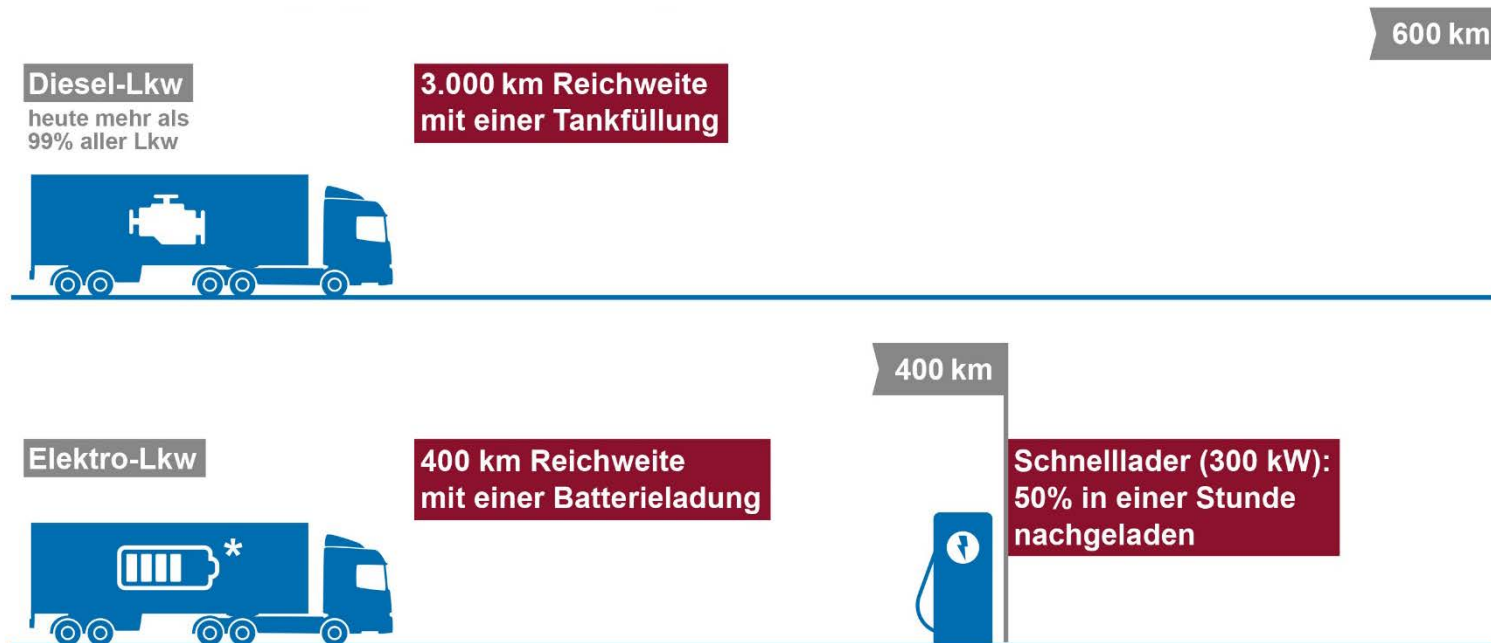 600 km
Diesel-Lkw
heute mehr als
99% aller Lkw
3.000 km Reichweite
mit einer Tankfüllung
400 km
Elektro-Lkw
400 km Reichweite
mit einer Batterieladung
Schnelllader (300 kW):
50% in einer Stunde
nachgeladen
*